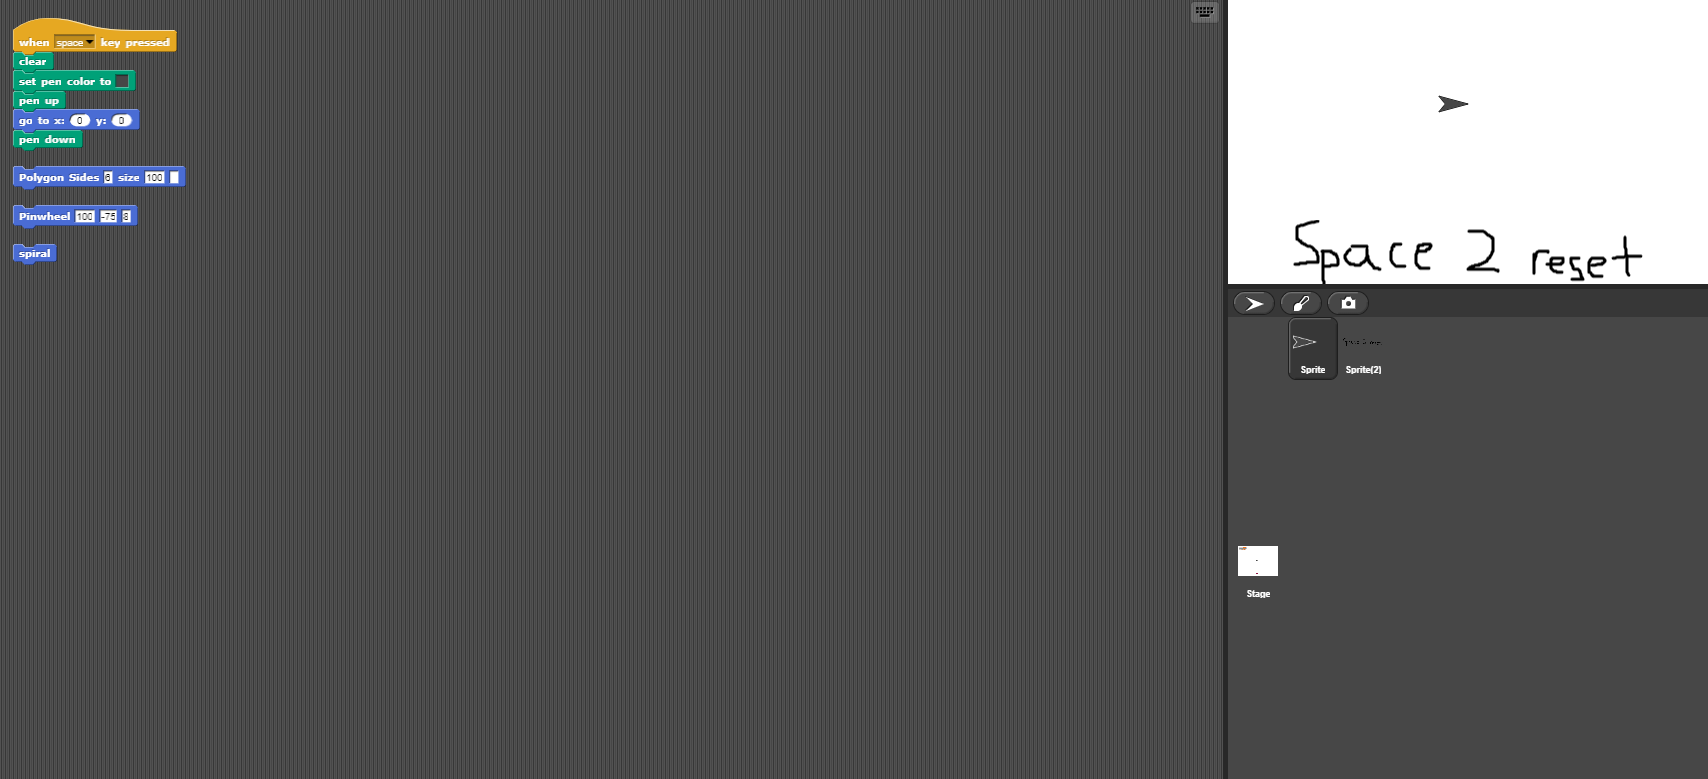 when space key pressed
clear
set pen color to
pen up
go to x: 0 y: 0
pen down
Polygon Sides 6 size 100
Pinwheel 100 -75 8
spiral
Space 2 reset
Sprite
Sprite(2)
Stage